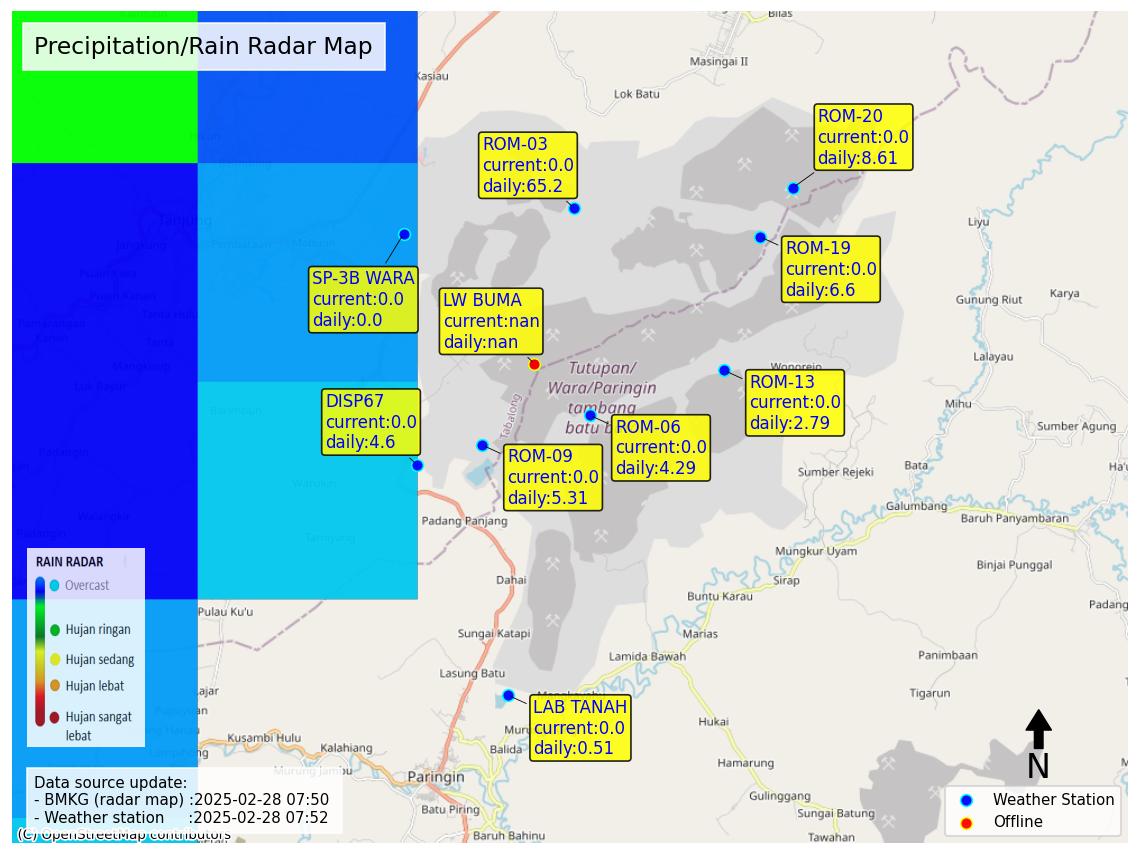 Precipitation/Rain Radar Map
Bilas
Masingai II
Kasiau
Lok Batu
ROM-20
current:0.0
daily:8.61
ROM-03
current:0.0
daily:65.2
Tanjung
Jangkung
Liyu
ROM-19
current:0.0
daily:6.6
SP-3B WARA
current:0.0
daily:0.0
LW BUMA
current:nan
daily:nan
Gunung Riut
Karya
Lalayau
Tutupan/
Wara/Paringin
tambang
batu
Tabalong
Wonorejo
ROM-13
current:0.0
daily:2.79
DISP67
current:0.0
daily:4.6
ROM-06
current:0.0
daily:4.29
ROM-09
current:0.0
daily:5.31
Mihu
Sumber Agung
Bata
Sumber Rejeki
Galumbang
Baruh Panyambaran
Padang Panjang
Mungkur Uyam
Binjai Punggal
Dahai
Sirap
Buntu Karau
Pulau Ku'u
Marias
Sungai Katapi
Lamida Bawah
Panimbaan
Lasung Batu
Tigarun
RAIN RADAR
Overcast
Hujan ringan
Hujan sedang
Hujan lebat
Hujan sangat
lebat
LAB TANAH
current:0.0
daily:0.51
Hukai
Kusambi Hulu
Kalahiang
Balida
Murung Jambu
Hamarung
Paringin
Gulinggang
Batu Piring
Sungai Batung
Baruh Bahinu
Tawahan
N
Data source update:
- BMKG (radar map) :2025-02-28 07:50
- Weather station :2025-02-28 07:52
(C) OpenStreetMap contributors
Weather Station
Offline